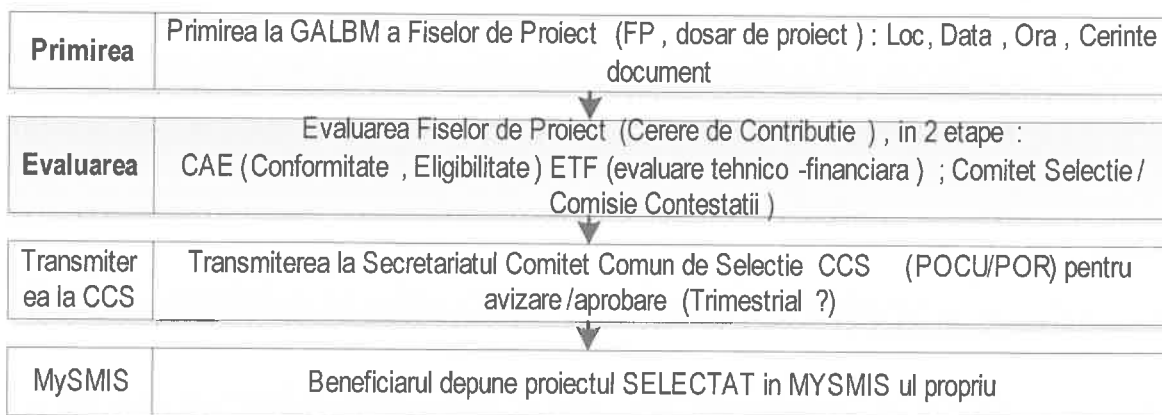 Primirea
Primirea la GALBM a Fiselor de Proiect (FP , dosar de proiect ) : Loc, Data , Ora , Cerinte
document
Evaluarea
Evaluarea Fiselor de Proiect (Cerere de Contributie ) , in 2 etape :
CAE ( Conformitate , Eligibilitate ) ETF (evaluare tehnico -financiara ) ; Comitet Selectie /
Comisie Contestatii )
Transmiter
ea la CCS
Transmiterea la Secretariatul Comitet Comun de Selectie CCS (POCU/POR) pentru
avizare /aprobare (Trimestrial ?)
MySMIS
Beneficiarul depune proiectul SELECTAT in MYSMIS ul propriu